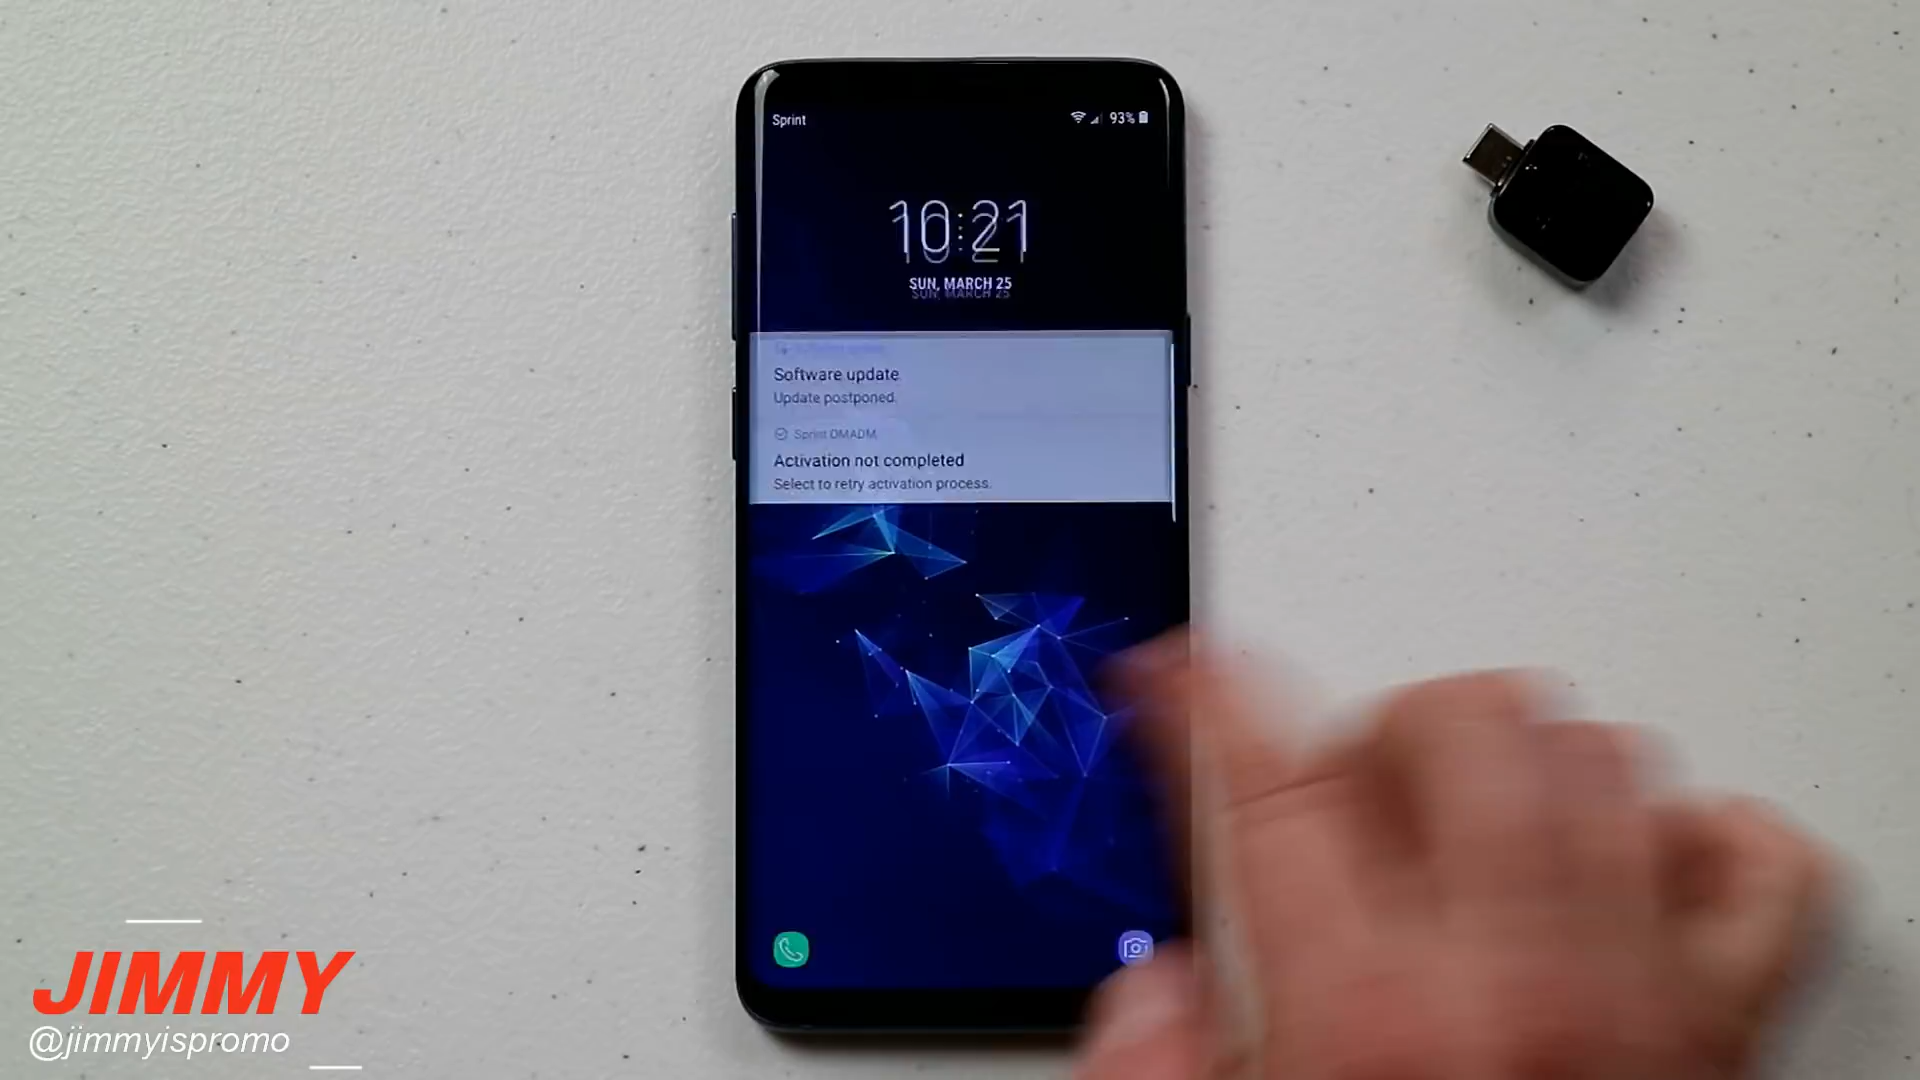 Sprint
93%
10:21
SUN, MARCH 25
Software update
Update postponed.
Sprint OMADM
Activation not completed
Select to retry activation process.
JIMMY
@jimmyispromo